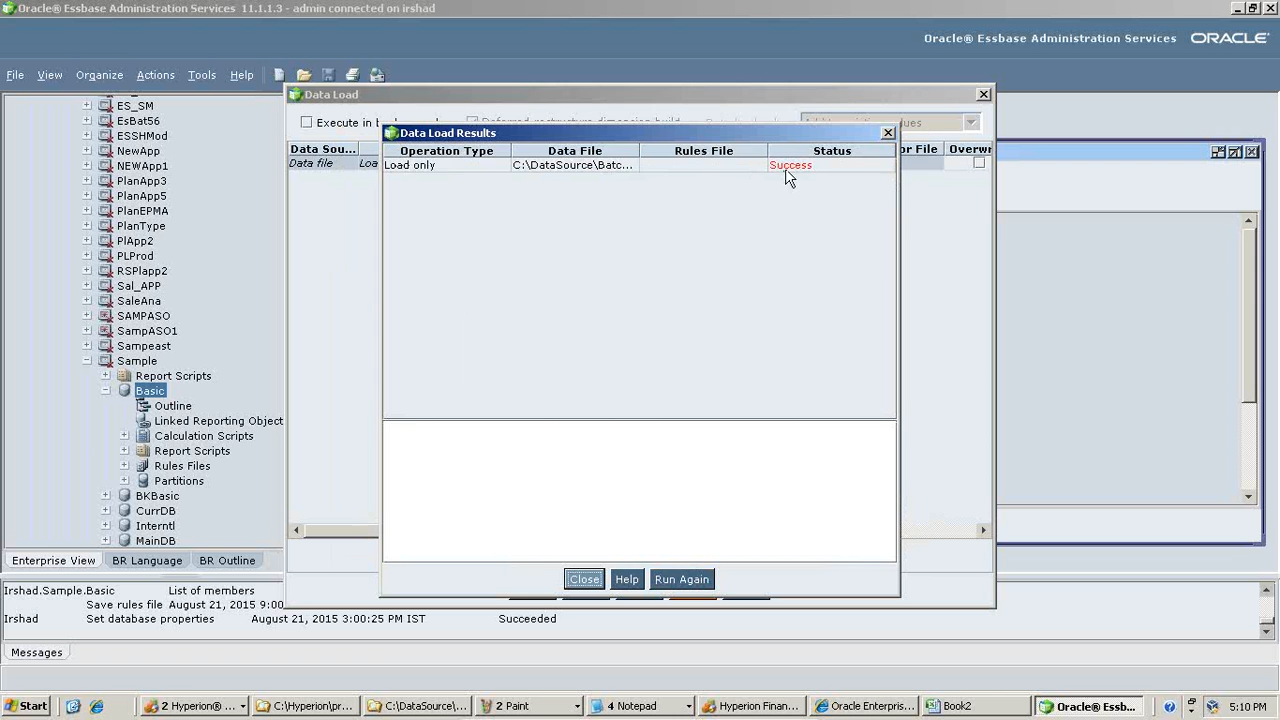 Oracle® Essbase Administration Services 11.1.1.3 - admin connected on irshad
Oracle® Essbase Administration Services ORACLE®
File View Organize Actions Tools Help
ES_SM
EsBat56
ESSHMod
NewApp
NEWApp1
PlanApp3
PlanApp5
PlanEPMA
PlanType
PlApp2
PLProd
RSPlapp2
Sal_APP
SaleAna
SAMPASO
SampASO1
Sampeast
Sample
Report Scripts
Basic
Outline
Linked Reporting Object
Calculation Scripts
Report Scripts
Rules Files
Partitions
BKBasic
CurrDB
Interntl
MainDB
Enterprise View BR Language BR Outline
Data Load
Execute in b
Data Sou... Loa
Data file Loa
or File Overwr
Data Load Results
Operation Type Data File Rules File Status
Load only C:\DataSource\Batc... Success
Close Help Run Again
Irshad.Sample.Basic List of members
Save rules file August 21, 2015 9:00
Irshad Set database properties August 21, 2015 3:00:25 PM IST Succeeded
Messages
Start 2 Hyperion® ... C:\Hyperion\pr... C:\DataSource\... 2 Paint 4 Notepad Hyperion Finan... Oracle Enterpris... Book2 Oracle® Essb... 5:10 PM